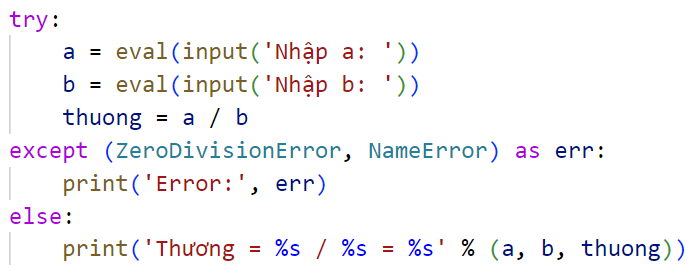 try:
    a = eval(input('Nhập a: '))
    b = eval(input('Nhập b: '))
    thuong = a / b
except (ZeroDivisionError, NameError) as err:
    print('Error:', err)
else:
    print('Thương = %s / %s = %s' % (a, b, thuong))